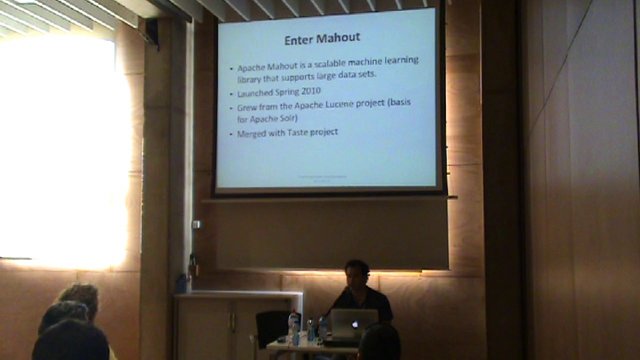 Enter Mahout
• Apache Mahout is a scalable machine learning
library that supports large data sets.
• Launched Spring 2010
• Grew from the Apache Lucene project (basis
for Apache Solr)
• Merged with Taste project